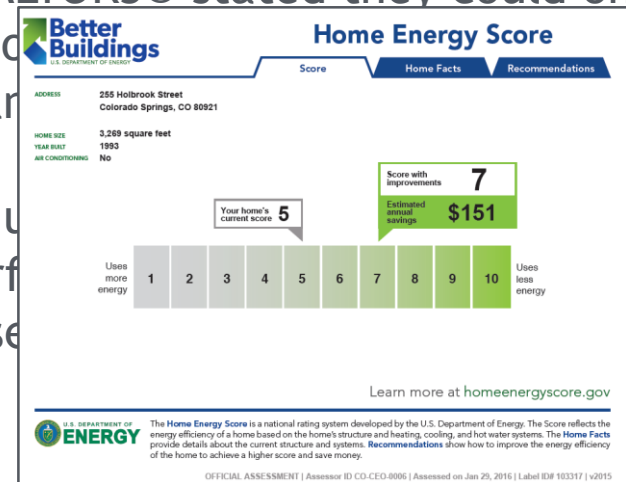 stated they could
Better
Buildings
U.S. DEPARTMENT OF ENERGY
Home Energy Score
Score
Home Facts
Recommendations
ADDRESS
255 Holbrook Street
Colorado Springs, CO 80921
HOME SIZE 3,269 square feet
YEAR BUILT 1993
AIR CONDITIONING No
Score with
improvements 7
Your home's
current score 5
Estimated
annual
savings $151
Uses
more
energy
1 2 3 4 5 6 7 8 9 10
Uses
less
energy
Learn more at homeenergyscore.gov
U.S. DEPARTMENT OF
ENERGY
The Home Energy Score is a national rating system developed by the U.S. Department of Energy. The Score reflects the
energy efficiency of a home based on the home's structure and heating, cooling, and hot water systems. The Home Facts
provide details about the current structure and systems. Recommendations show how to improve the energy efficiency
of the home to achieve a higher score and save money.
OFFICIAL ASSESSMENT | Assessor ID CO-CEO-0006 | Assessed on Jan 29, 2016 | Label ID# 103317 | v2015